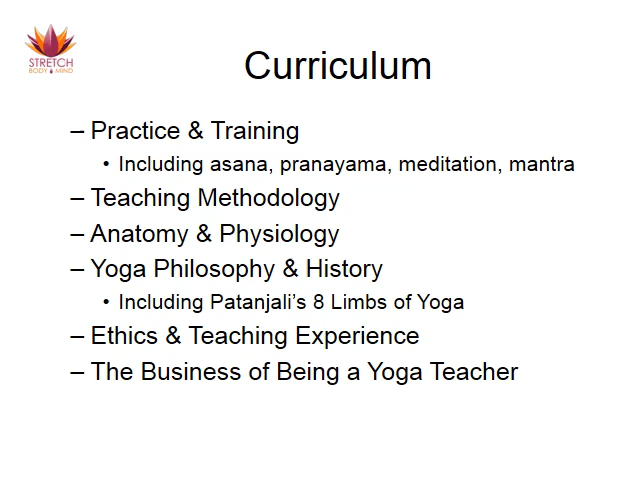 STRETCH
BODY MIND
Curriculum
– Practice & Training
• Including asana, pranayama, meditation, mantra
– Teaching Methodology
– Anatomy & Physiology
– Yoga Philosophy & History
• Including Patanjali’s 8 Limbs of Yoga
– Ethics & Teaching Experience
– The Business of Being a Yoga Teacher